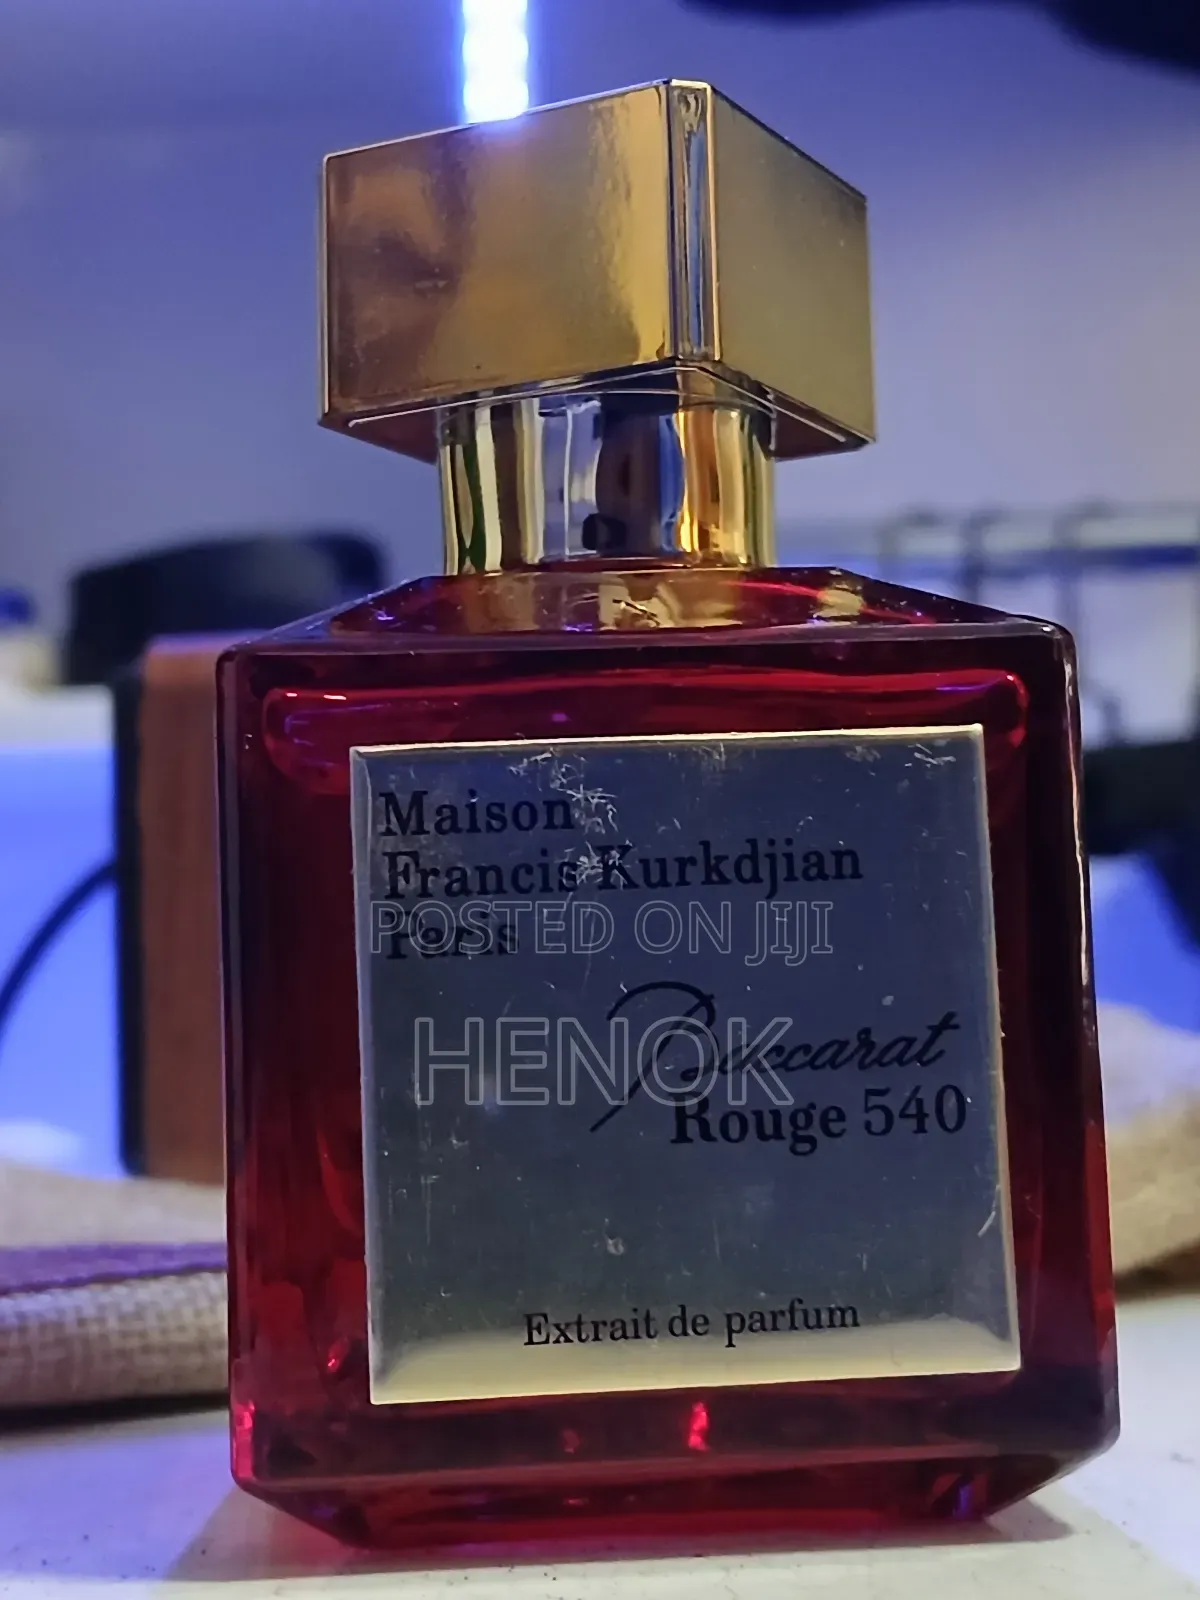 Maison
Francis Kurkdjian
Paris
POSTED ON JIJI
HENOK
Baccarat
Rouge 540
Extrait de parfum